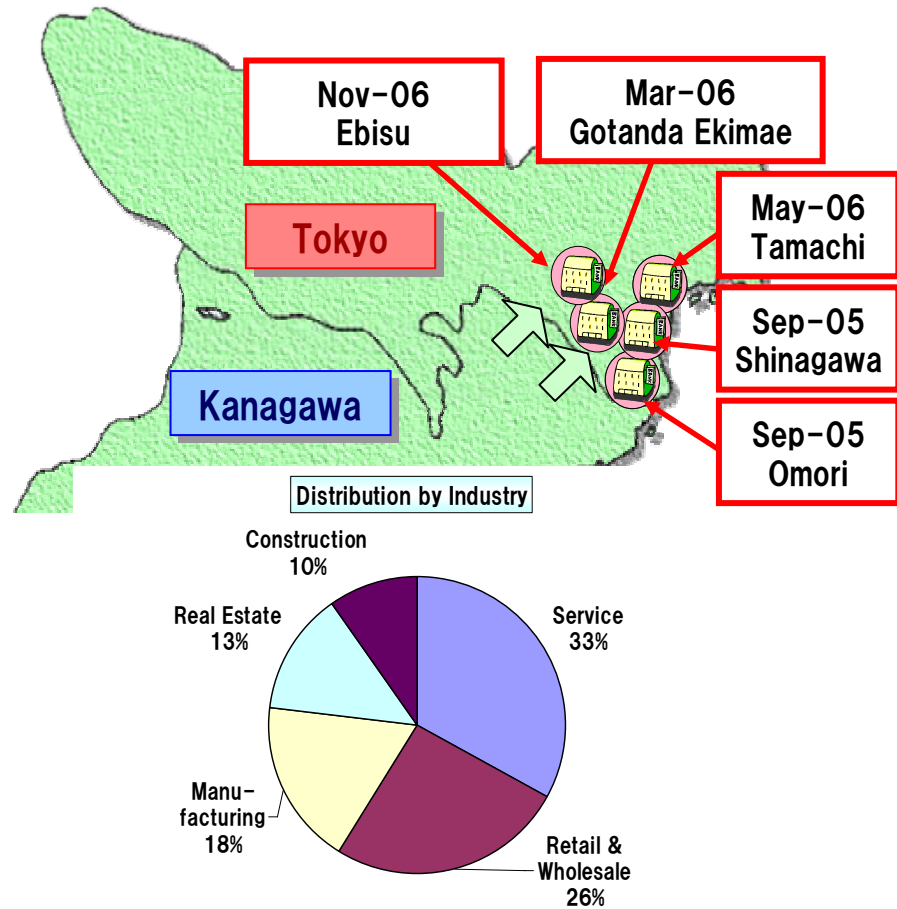 Nov-06
Ebisu
Mar-06
Gotanda Ekimae
May-06
Tamachi
Tokyo
Sep-05
Shinagawa
Kanagawa
Sep-05
Omori
Distribution by Industry
Construction
10%
Real Estate
13%
Service
33%
Manu-
facturing
18%
Retail &
Wholesale
26%